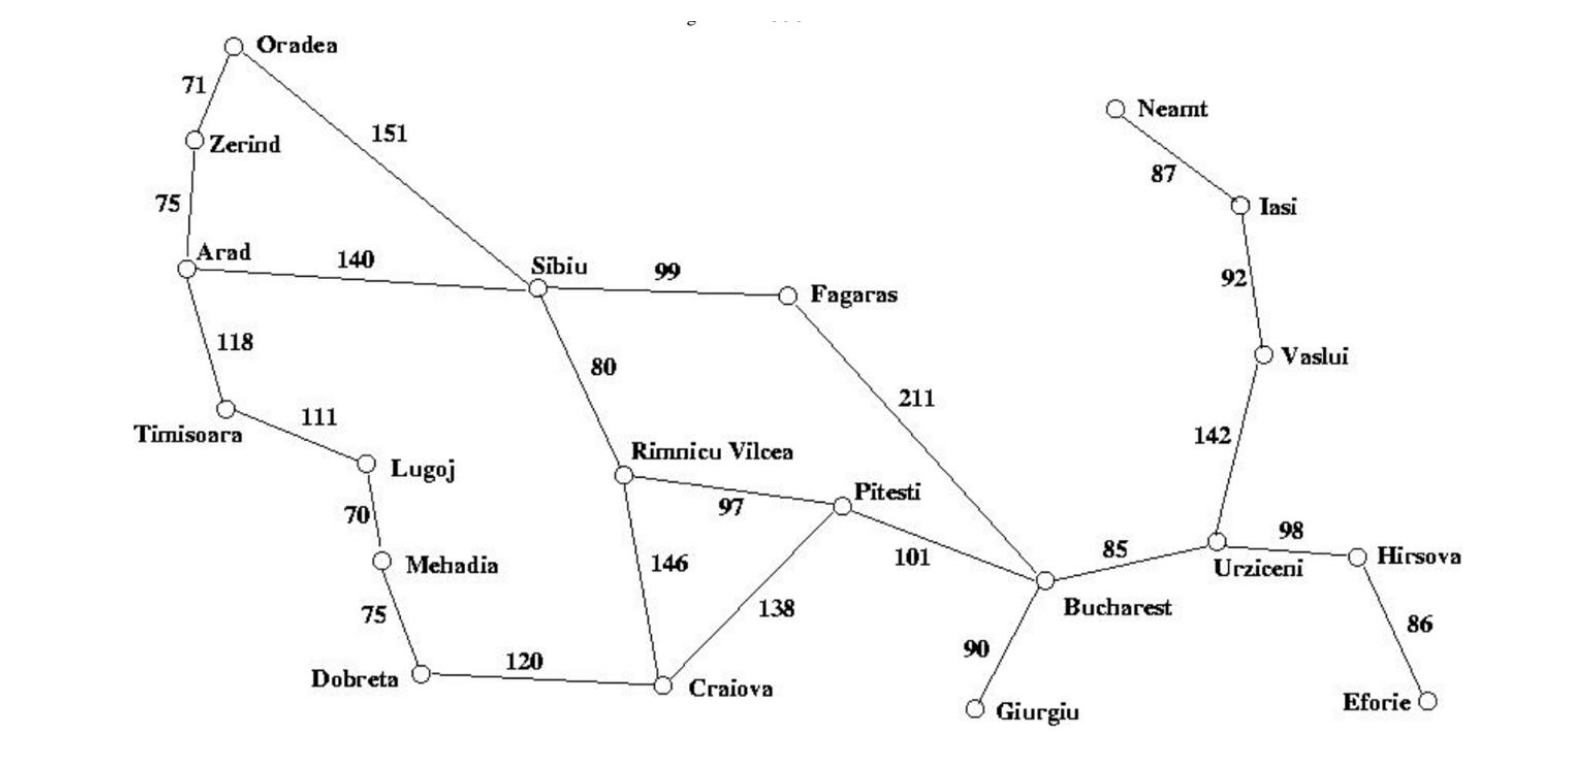 Oradea
71
Neamt
151
Zerind
87
75
Iasi
Arad
140
Sibiu
99
92
Fagaras
118
Vaslui
80
211
111
Timisoara
142
Rimnicu Vilcea
Lugoj
Pitesti
97
70
98
85
101
Hirsova
146
Mehadia
Urziceni
Bucharest
138
75
86
90
120
Dobreta
Craiova
Eforie
Giurgiu